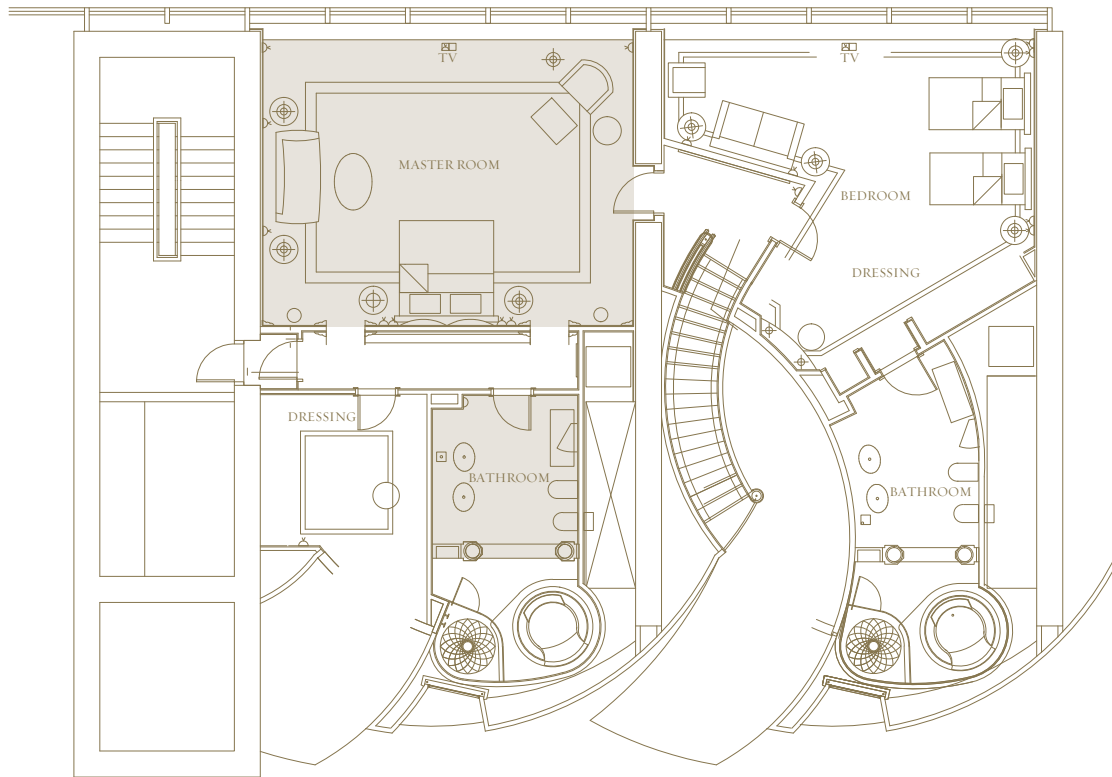 TV
TV
MASTER ROOM
BEDROOM
DRESSING
DRESSING
BATHROOM
BATHROOM